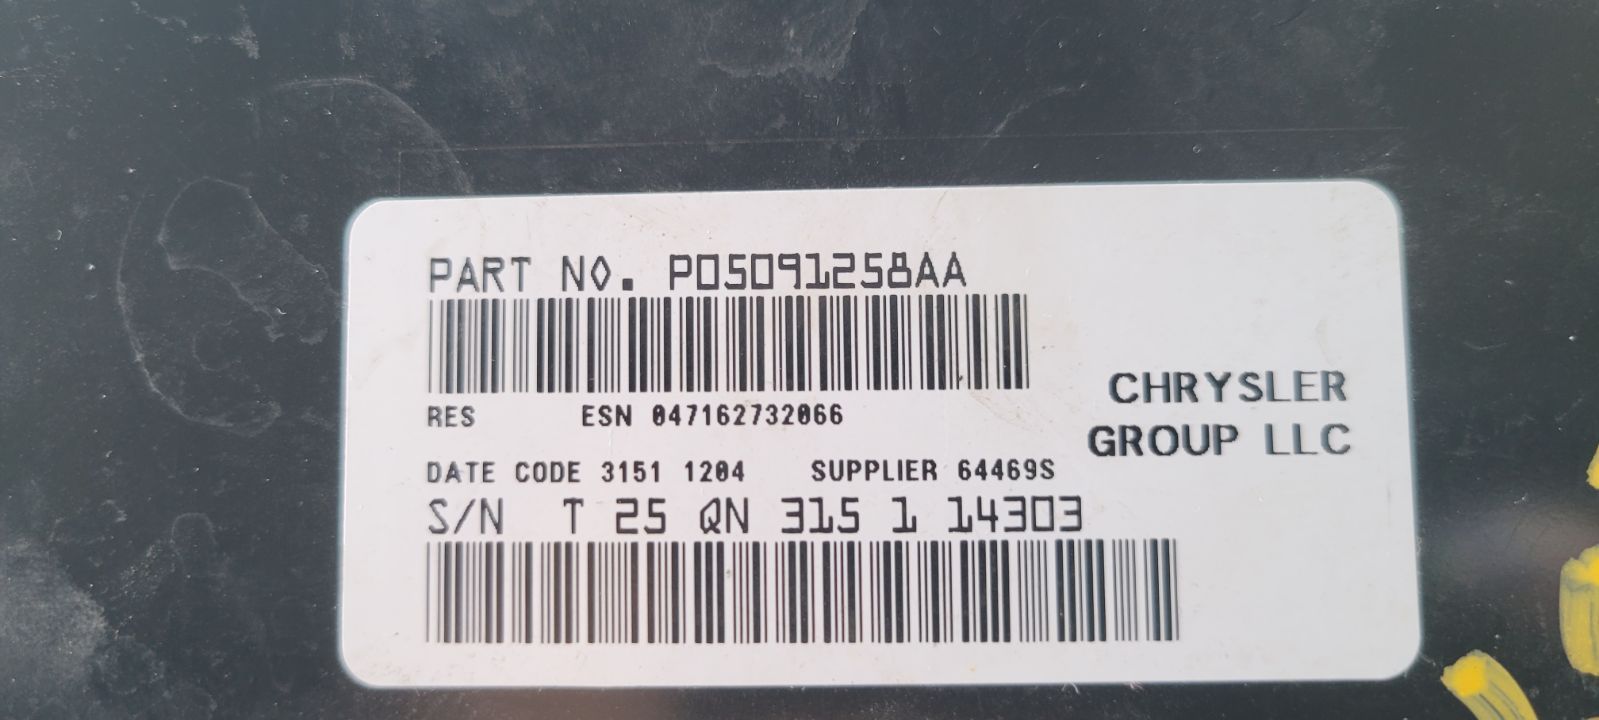 PART NO. P05091258AA
RES ESN 047162732066
CHRYSLER
GROUP LLC
DATE CODE 3151 1204 SUPPLIER 64469S
S/N T 25 QN 315 1 14303